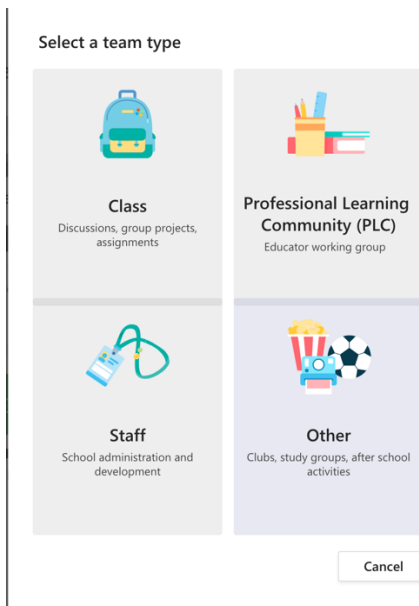 Select a team type
Class
Discussions, group projects,
assignments
Professional Learning
Community (PLC)
Educator working group
Staff
School administration and
development
Other
Clubs, study groups, after school
activities
Cancel